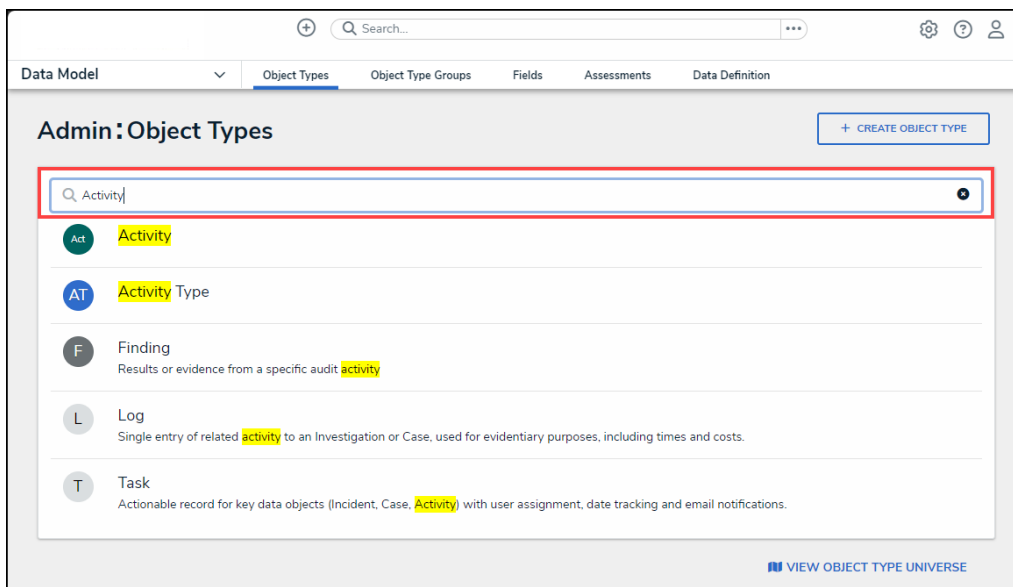 Search...
Data Model
Object Types
Object Type Groups
Fields
Assessments
Data Definition
Admin:Object Types
+ CREATE OBJECT TYPE
Activity
Act
Activity
AT
Activity Type
F
Finding
Results or evidence from a specific audit activity
L
Log
Single entry of related activity to an Investigation or Case, used for evidentiary purposes, including times and costs.
T
Task
Actionable record for key data objects (Incident, Case, Activity) with user assignment, date tracking and email notifications.
VIEW OBJECT TYPE UNIVERSE